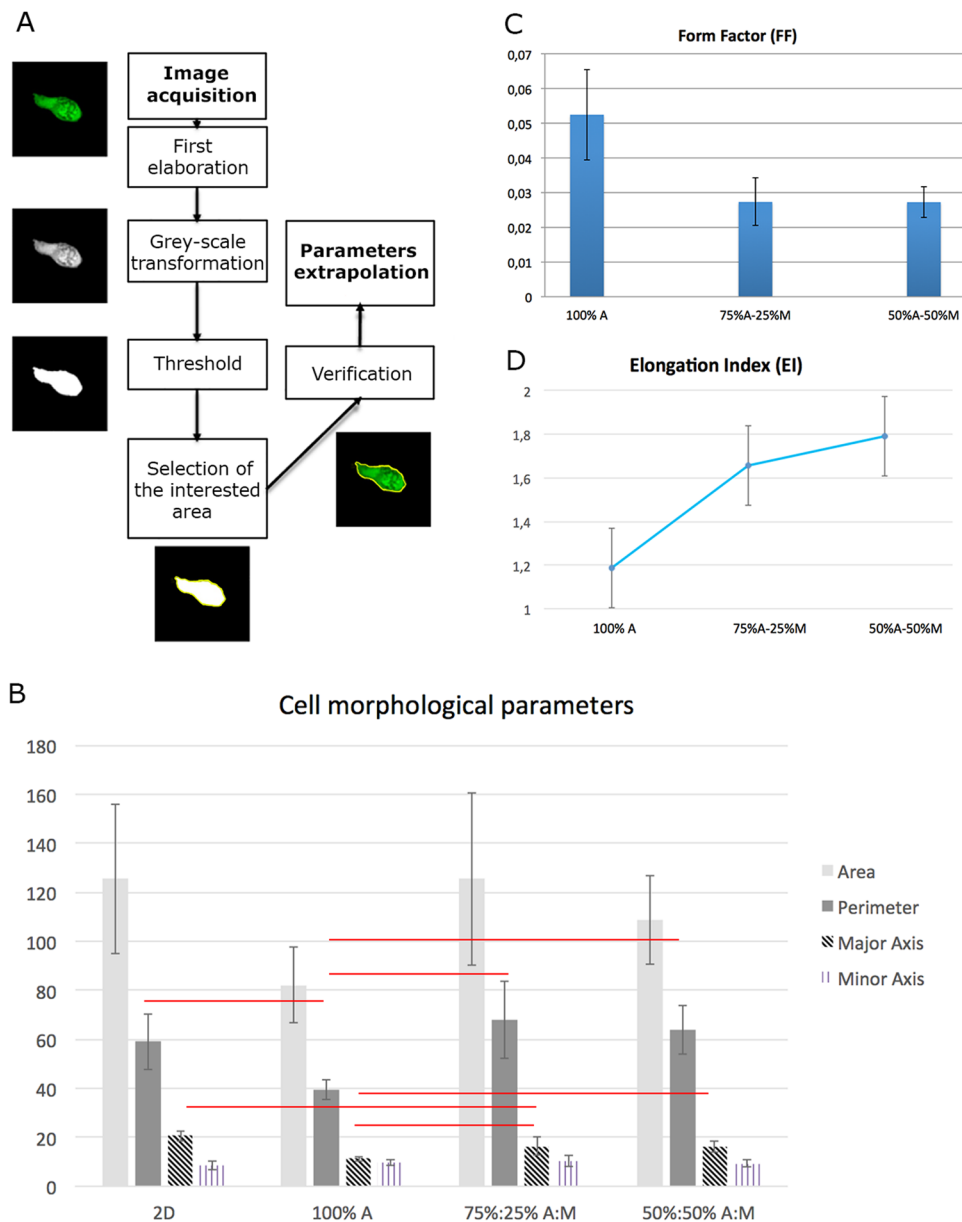 A
Image
acquisition
First
elaboration
Grey-scale
transformation
Threshold
Selection of
the interested
area
Parameters
extrapolation
Verification
C
Form Factor (FF)
0,07
0,06
0,05
0,04
0,03
0,02
0,01
0
100% A
75%A-25%M
50%A-50%M
D
Elongation Index (EI)
2
1,8
1,6
1,4
1,2
1
100% A
75%A-25%M
50%A-50%M
B
Cell morphological parameters
180
160
140
120
100
80
60
40
20
0
2D
100% A
75%:25% A:M
50%:50% A:M
Area
Perimeter
Major Axis
Minor Axis